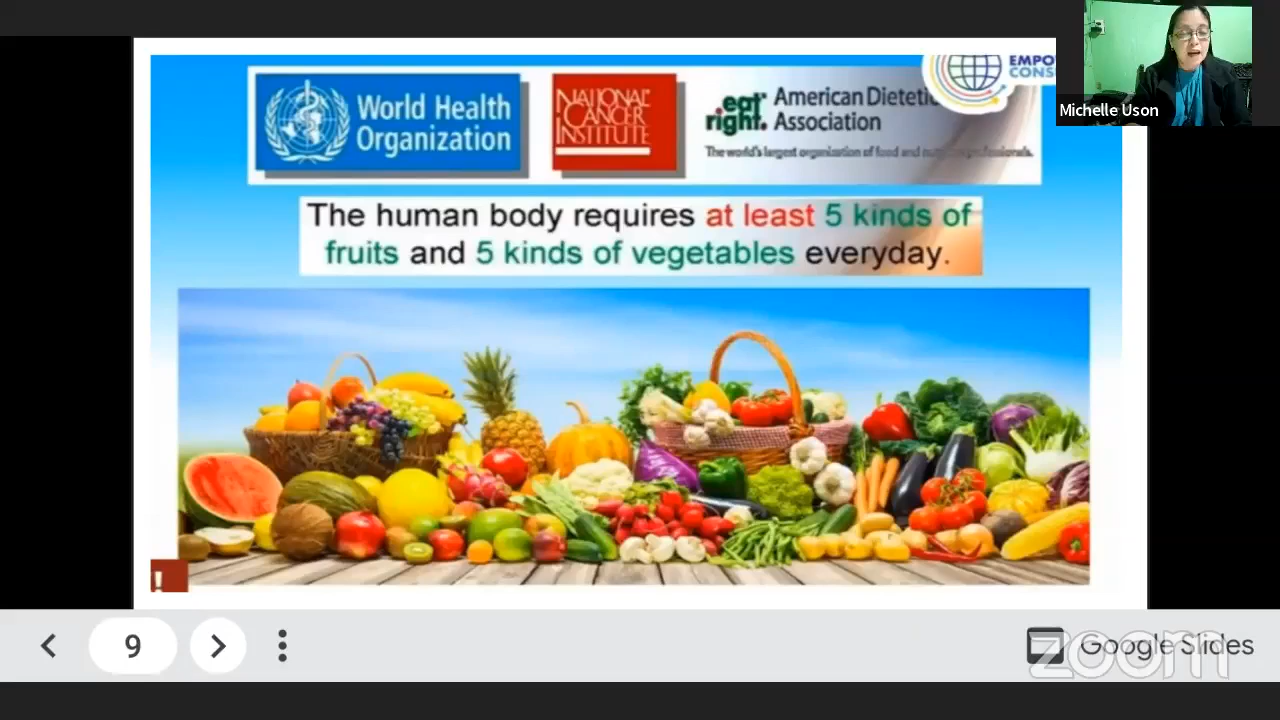 World Health
Organization
NATIONAL
CANCER
INSTITUTE
eat
right.
American Dietetic
Association
The world's largest organization of food and professionals.
EMPO
CONS
Michelle Uson
The human body requires at least 5 kinds of
fruits and 5 kinds of vegetables everyday.
!
9
Google Slides
zoom